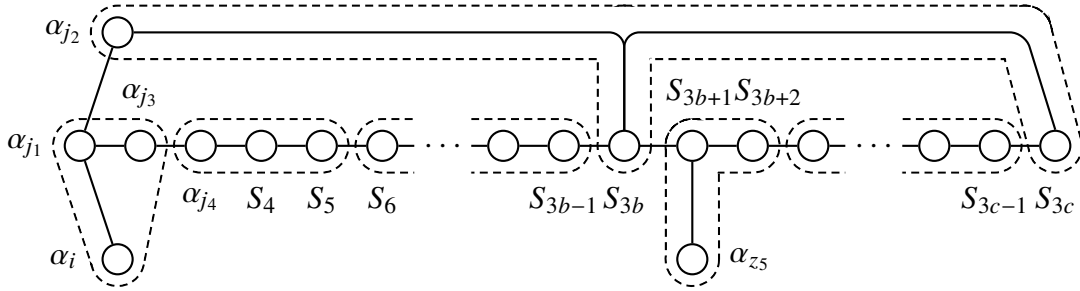 α_{j_2}
α_{j_3} S_{3b+1} S_{3b+2}
α_{j_1} ··· ···
α_{j_4} S_4 S_5 S_6 S_{3b−1} S_{3b} S_{3c−1} S_{3c}
α_i α_{z_5}